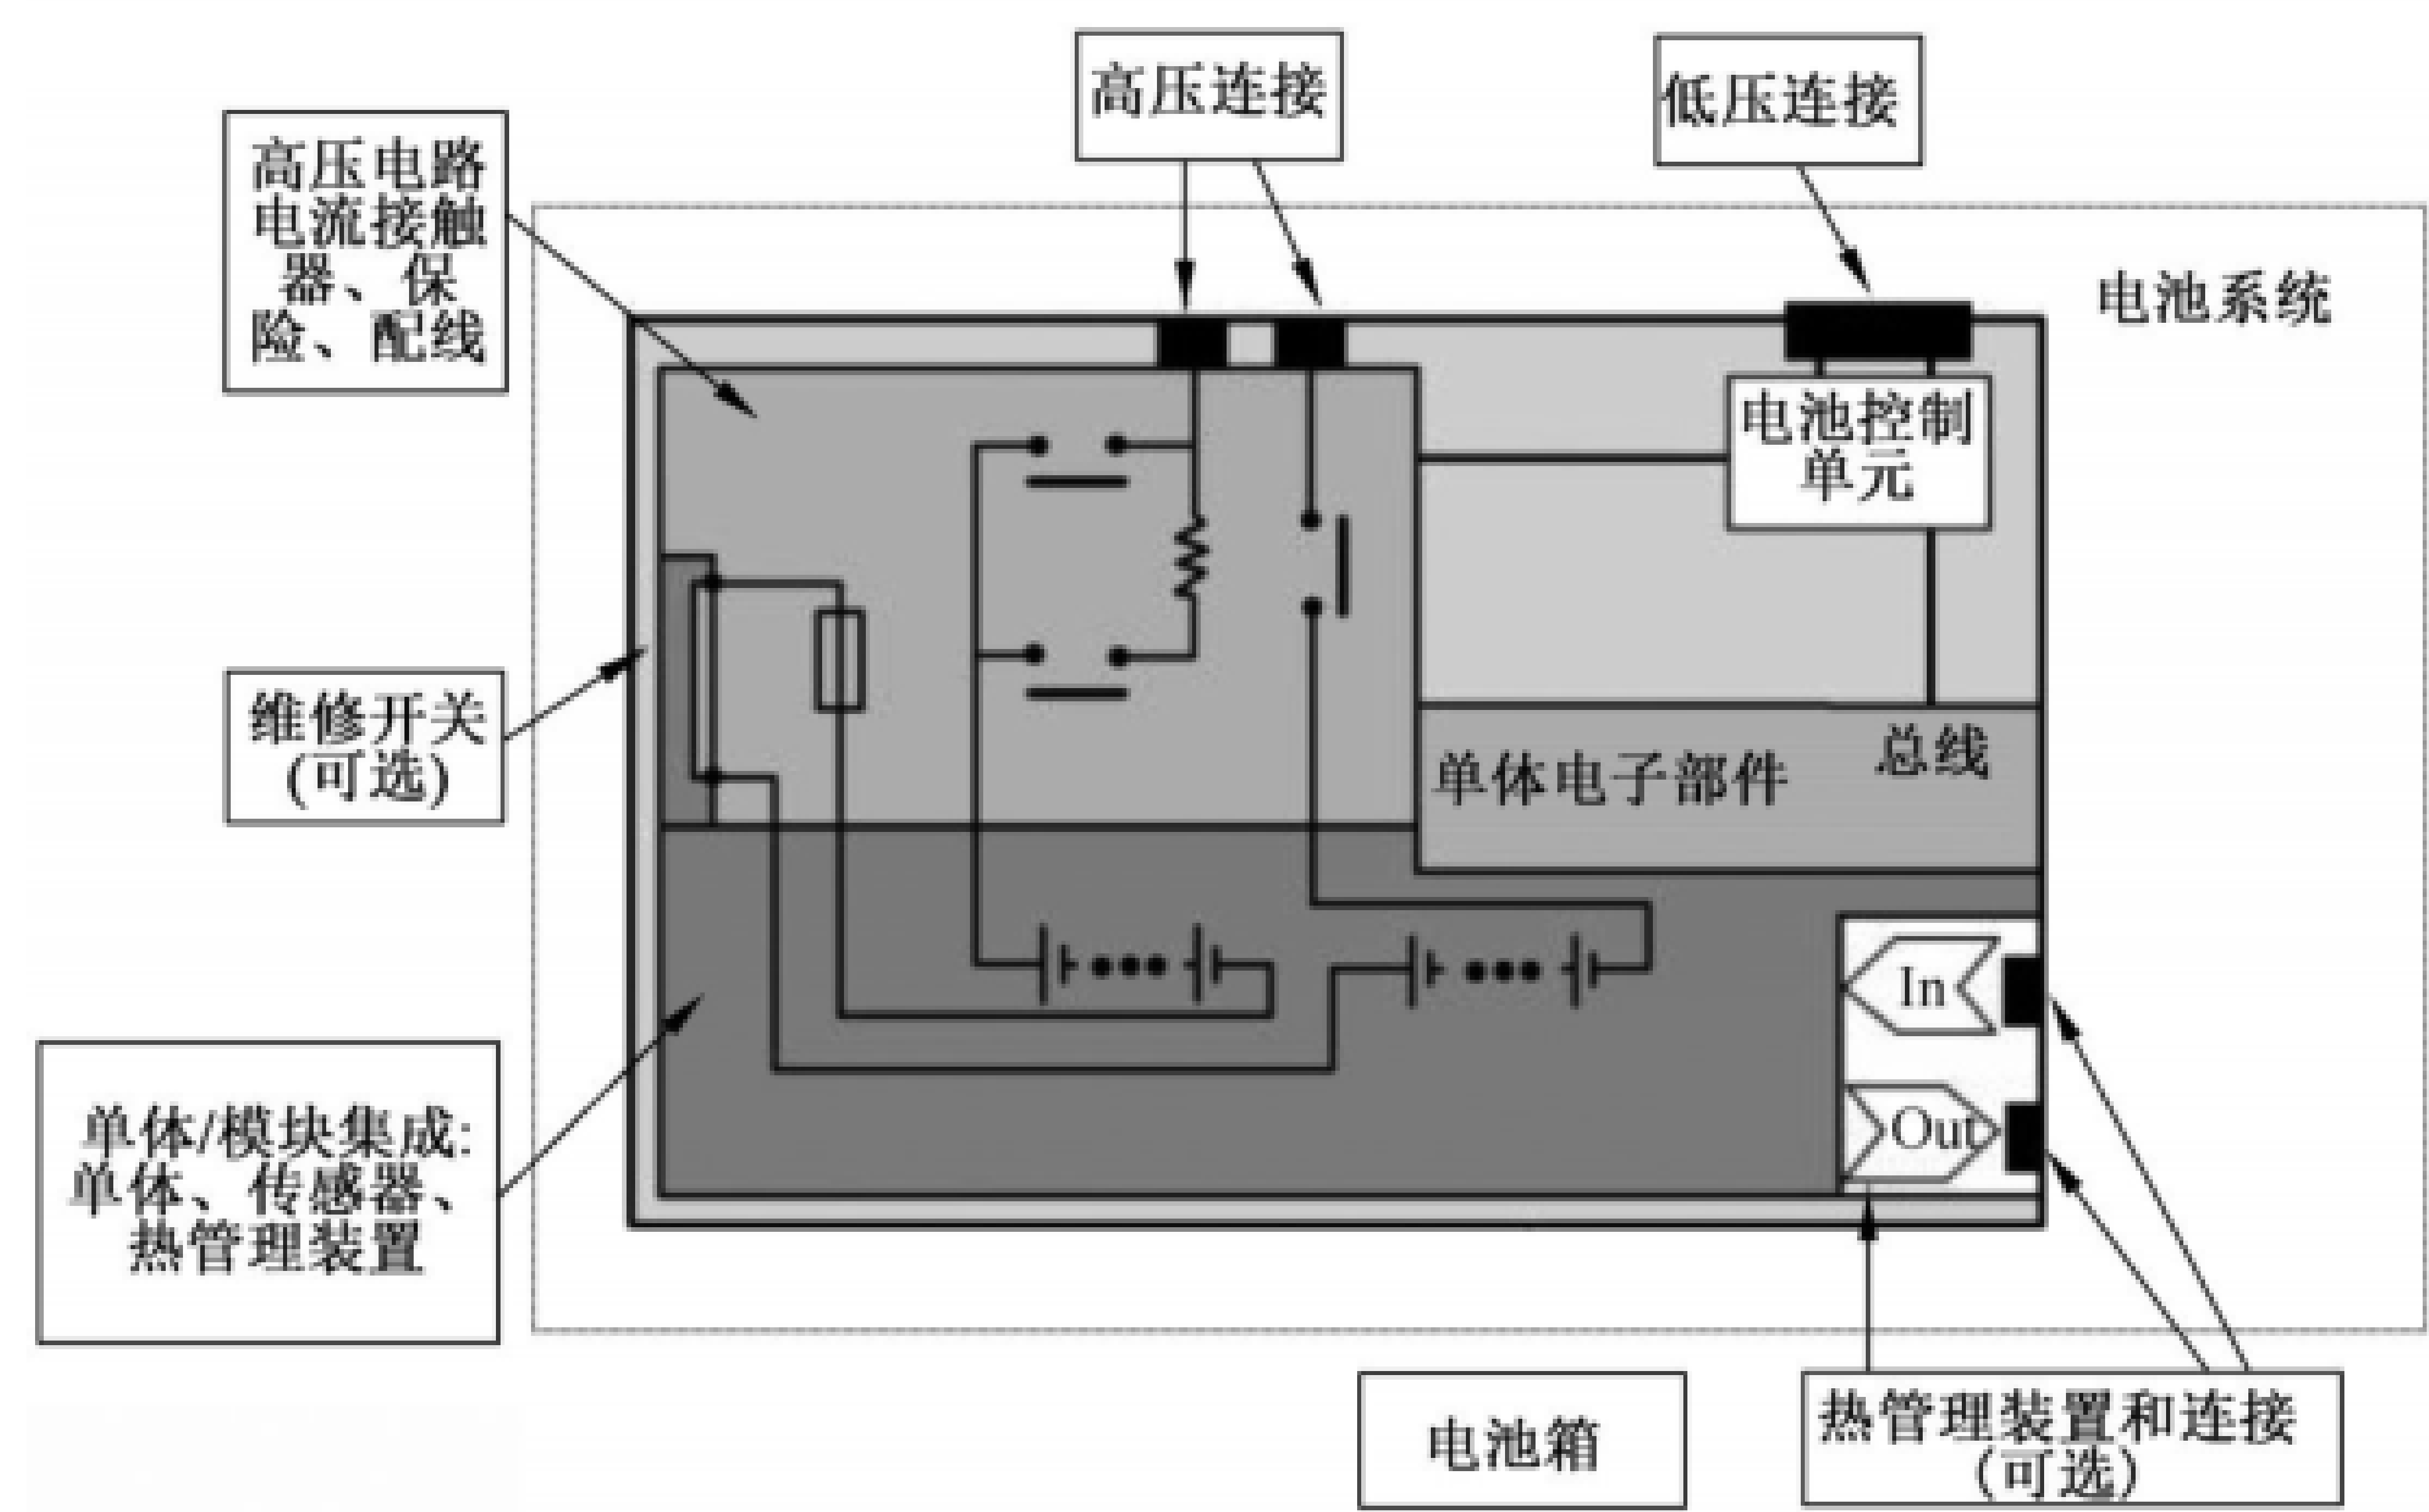 高压连接
低压连接
高压电路
电流接触
器、保
险、配线
电池系统
电池控制
单元
维修开关
(可选)
总线
单体电子部件
In
Out
单体/模块集成:
单体、传感器、
热管理装置
电池箱
热管理装置和连接
(可选)